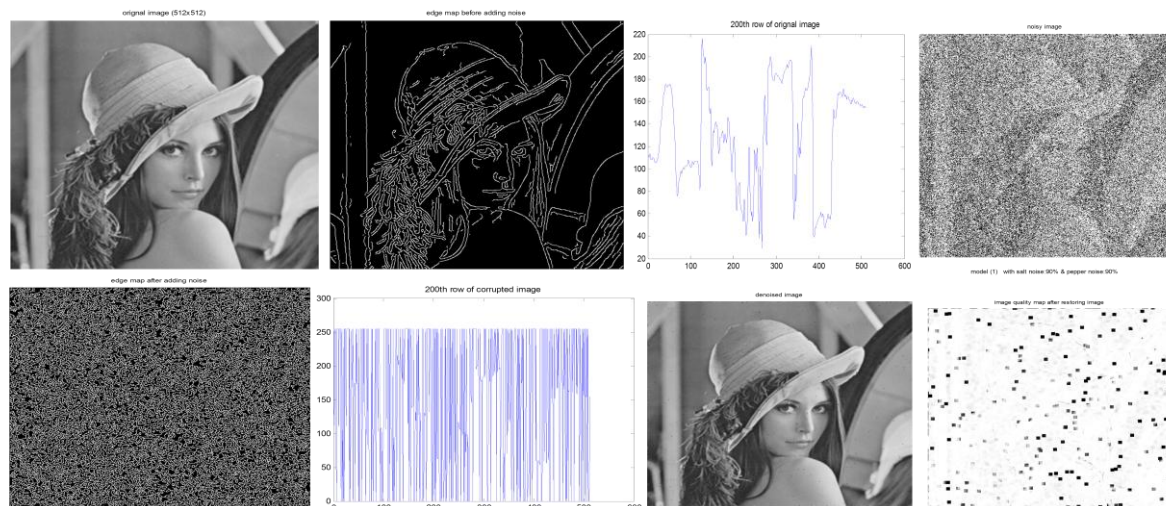 orignal image (512x512)
edge map before adding noise
200th row of orignal image
noisy image
220
200
180
160
140
120
100
80
60
40
20
0 100 200 300 400 500 600
model (1) with salt noise 90% & pepper noise 90%
edge map after adding noise
200th row of corrupted image
300
250
200
150
100
50
0
denoised image
image quality map after restoring image